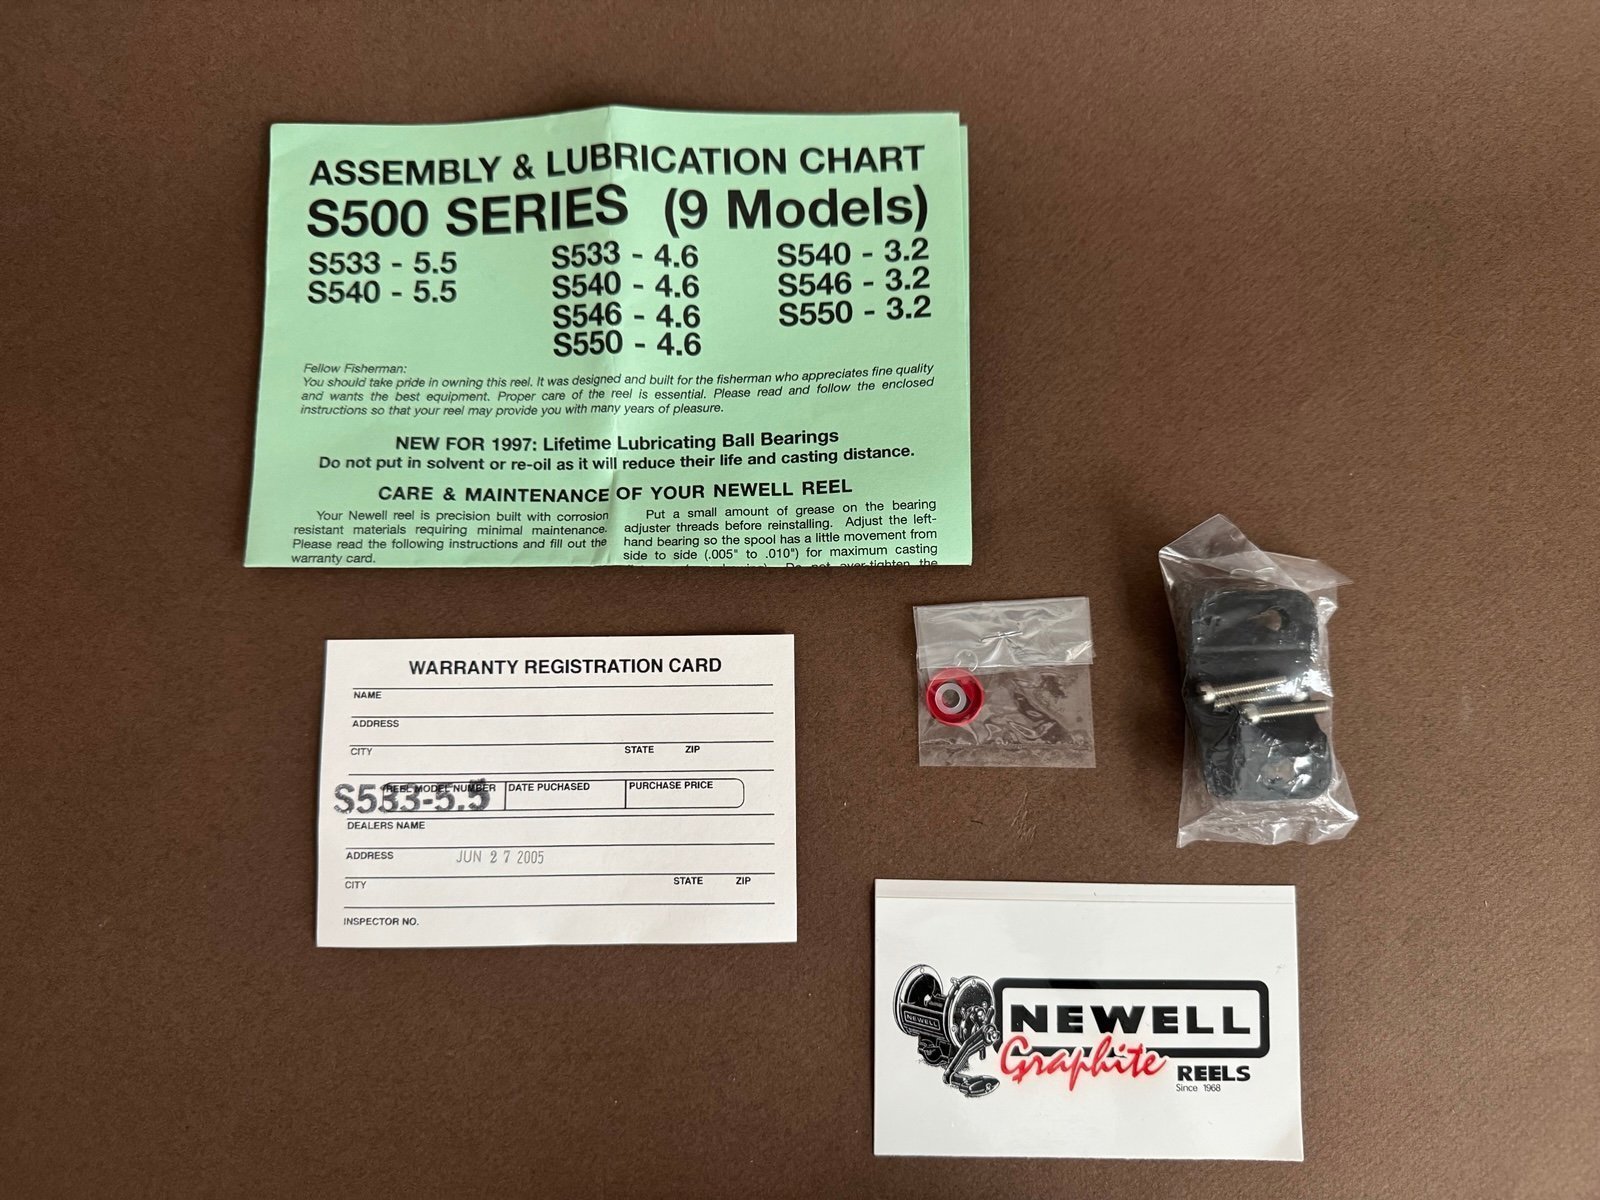 ASSEMBLY & LUBRICATION CHART
S500 SERIES (9 Models)
S533 - 5.5
S540 - 5.5
S533 - 4.6
S540 - 4.6
S546 - 4.6
S550 - 4.6
S540 - 3.2
S546 - 3.2
S550 - 3.2
Fellow Fisherman:
You should take pride in owning this reel. It was designed and built for the fisherman who appreciates fine quality
and wants the best equipment. Proper care of the reel is essential. Please read and follow the enclosed
instructions so that your reel may provide you with many years of pleasure.
NEW FOR 1997: Lifetime Lubricating Ball Bearings
Do not put in solvent or re-oil as it will reduce their life and casting distance.
CARE & MAINTENANCE OF YOUR NEWELL REEL
Your Newell reel is precision built with corrosion
resistant materials requiring minimal maintenance.
Please read the following instructions and fill out the
warranty card.
Put a small amount of grease on the bearing
adjuster threads before reinstalling. Adjust the left-
hand bearing so the spool has a little movement from
side to side (.005" to .010") for maximum casting
Do not over-tighten the
WARRANTY REGISTRATION CARD
NAME
ADDRESS
CITY STATE ZIP
REEL MODEL NUMBER DATE PUCHASED PURCHASE PRICE
S533-5.5
DEALERS NAME
ADDRESS JUN 27 2005
CITY STATE ZIP
INSPECTOR NO.
NEWELL
NEWELL
Graphite REELS
Since 1968